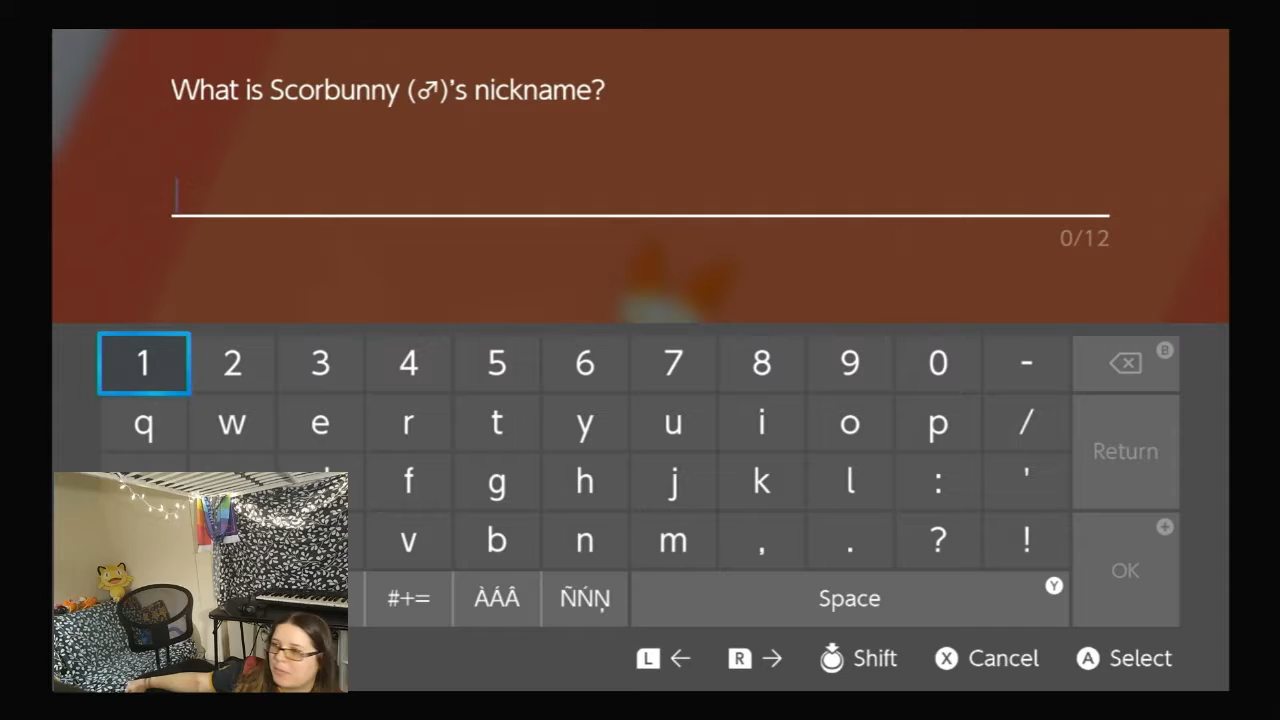 What is Scorbunny (♂)'s nickname?
0/12
1 2 3 4 5 6 7 8 9 0 -
B
q w e r t y u i o p /
Return
f g h j k l : '
v b n m , . ? !
+
OK
#+= ÀÁÂ ÑŃŅ Space
Y
L ← R → Shift X Cancel A Select